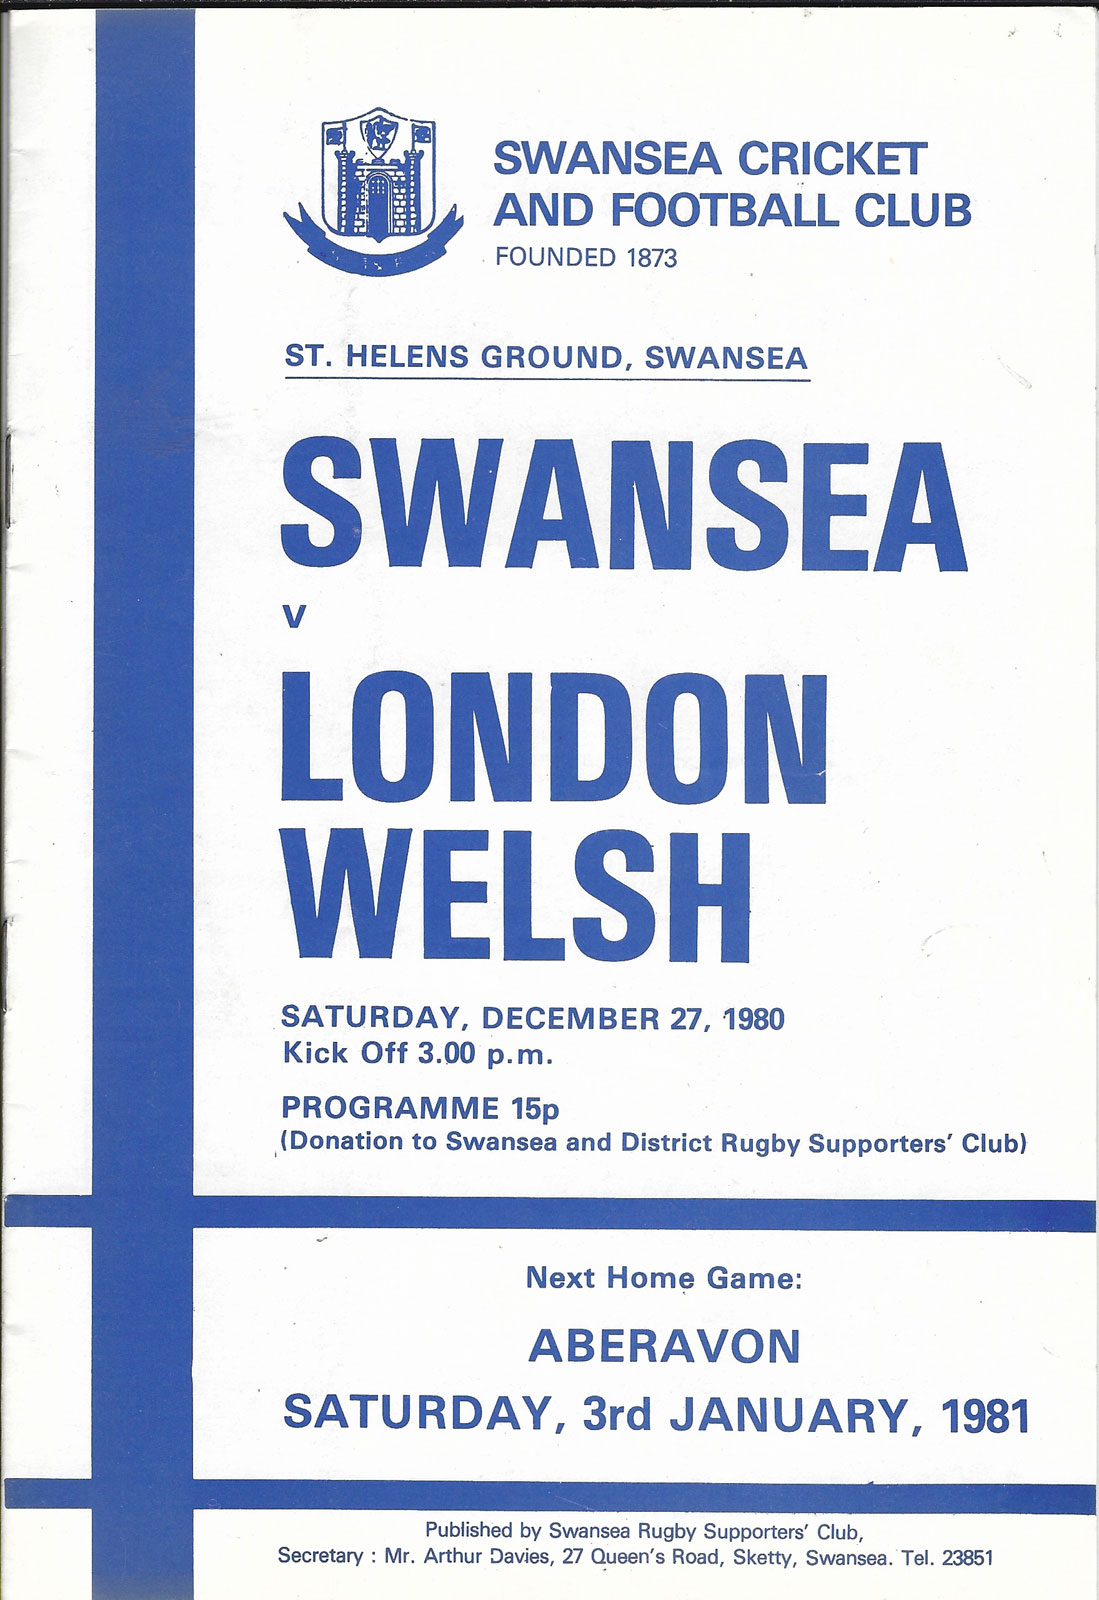 SWANSEA CRICKET
AND FOOTBALL CLUB
FOUNDED 1873
ST. HELENS GROUND, SWANSEA
SWANSEA
v
LONDON
WELSH
SATURDAY, DECEMBER 27, 1980
Kick Off 3.00 p.m.
PROGRAMME 15p
(Donation to Swansea and District Rugby Supporters' Club)
Next Home Game:
ABERAVON
SATURDAY, 3rd JANUARY, 1981
Published by Swansea Rugby Supporters' Club,
Secretary : Mr. Arthur Davies, 27 Queen's Road, Sketty, Swansea. Tel. 23851